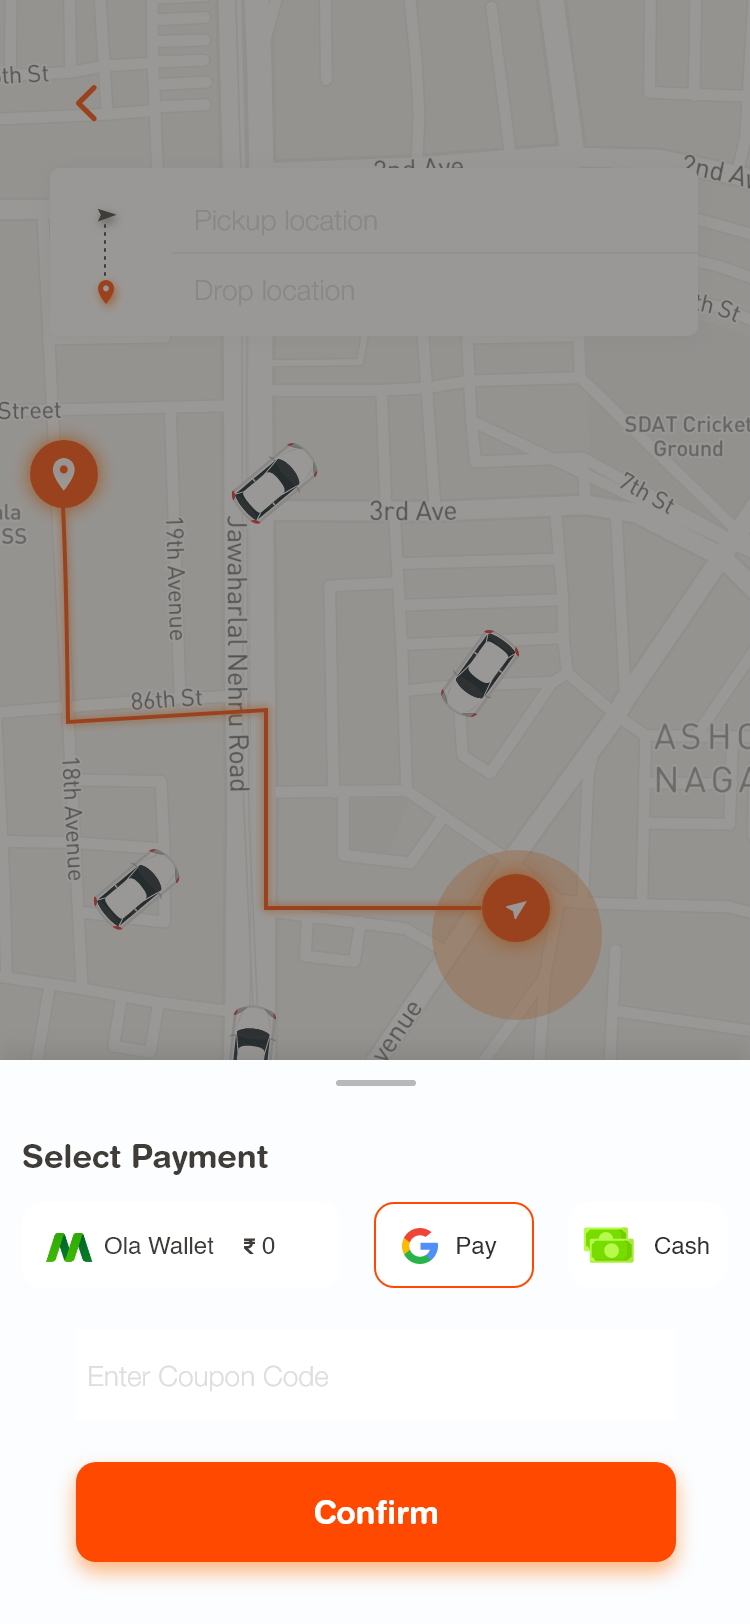 th St
2nd Ave
2nd Av
Pickup location
Drop location
th St
Street
SDAT Cricket
Ground
7th St
ala
SS
3rd Ave
19th Avenue
Jawaharlal Nehru Road
86th St
ASHO
NAGA
18th Avenue
venue
Select Payment
Ola Wallet ₹ 0
G Pay
Cash
Enter Coupon Code
Confirm